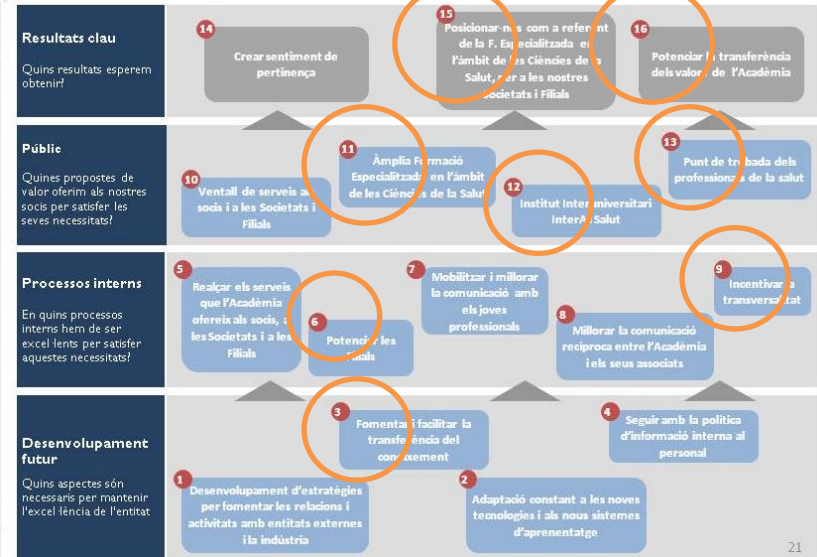 Resultats clau
Quins resultats esperem
obtenir?
14
Crear sentiment de
pertinença
15
Posicionar-nos com a referent
de la F. Especialitzada en
l'àmbit de les Ciències de la
Salut, per a les nostres
Societats i Filials
16
Potenciar la transferència
dels valors de l'Acadèmia
Públic
Quines propostes de
valor oferim als nostres
socis per satisfer les
seves necessitats?
10
Ventall de serveis als
socis i a les Societats i
Filials
11
Àmplia Formació
Especialitzada en l'àmbit
de les Ciències de la Salut
12
Institut Interuniversitari
InterAcSalut
13
Punt de trobada dels
professionals de la salut
Processos interns
En quins processos
interns hem de ser
excel·lents per satisfer
aquestes necessitats?
5
Realçar els serveis
que l'Acadèmia
ofereix als socis, a
les Societats i a les
Filials
6
Potenciar les
Filials
7
Mobilitzar i millorar
la comunicació amb
els joves
professionals
8
Millorar la comunicació
reciproca entre l'Acadèmia
i els seus associats
9
Incentivar la
transversalitat
Desenvolupament
futur
Quins aspectes són
necessaris per mantenir
l'excel·lència de l'entitat
3
Fomentar i facilitar la
transferència del
coneixement
4
Seguir amb la política
d'informació interna al
personal
1
Desenvolupament d'estratègies
per fomentar les relacions i
activitats amb entitats externes
i la indústria
2
Adaptació constant a les noves
tecnologies i als nous sistemes
d'aprenentatge
21